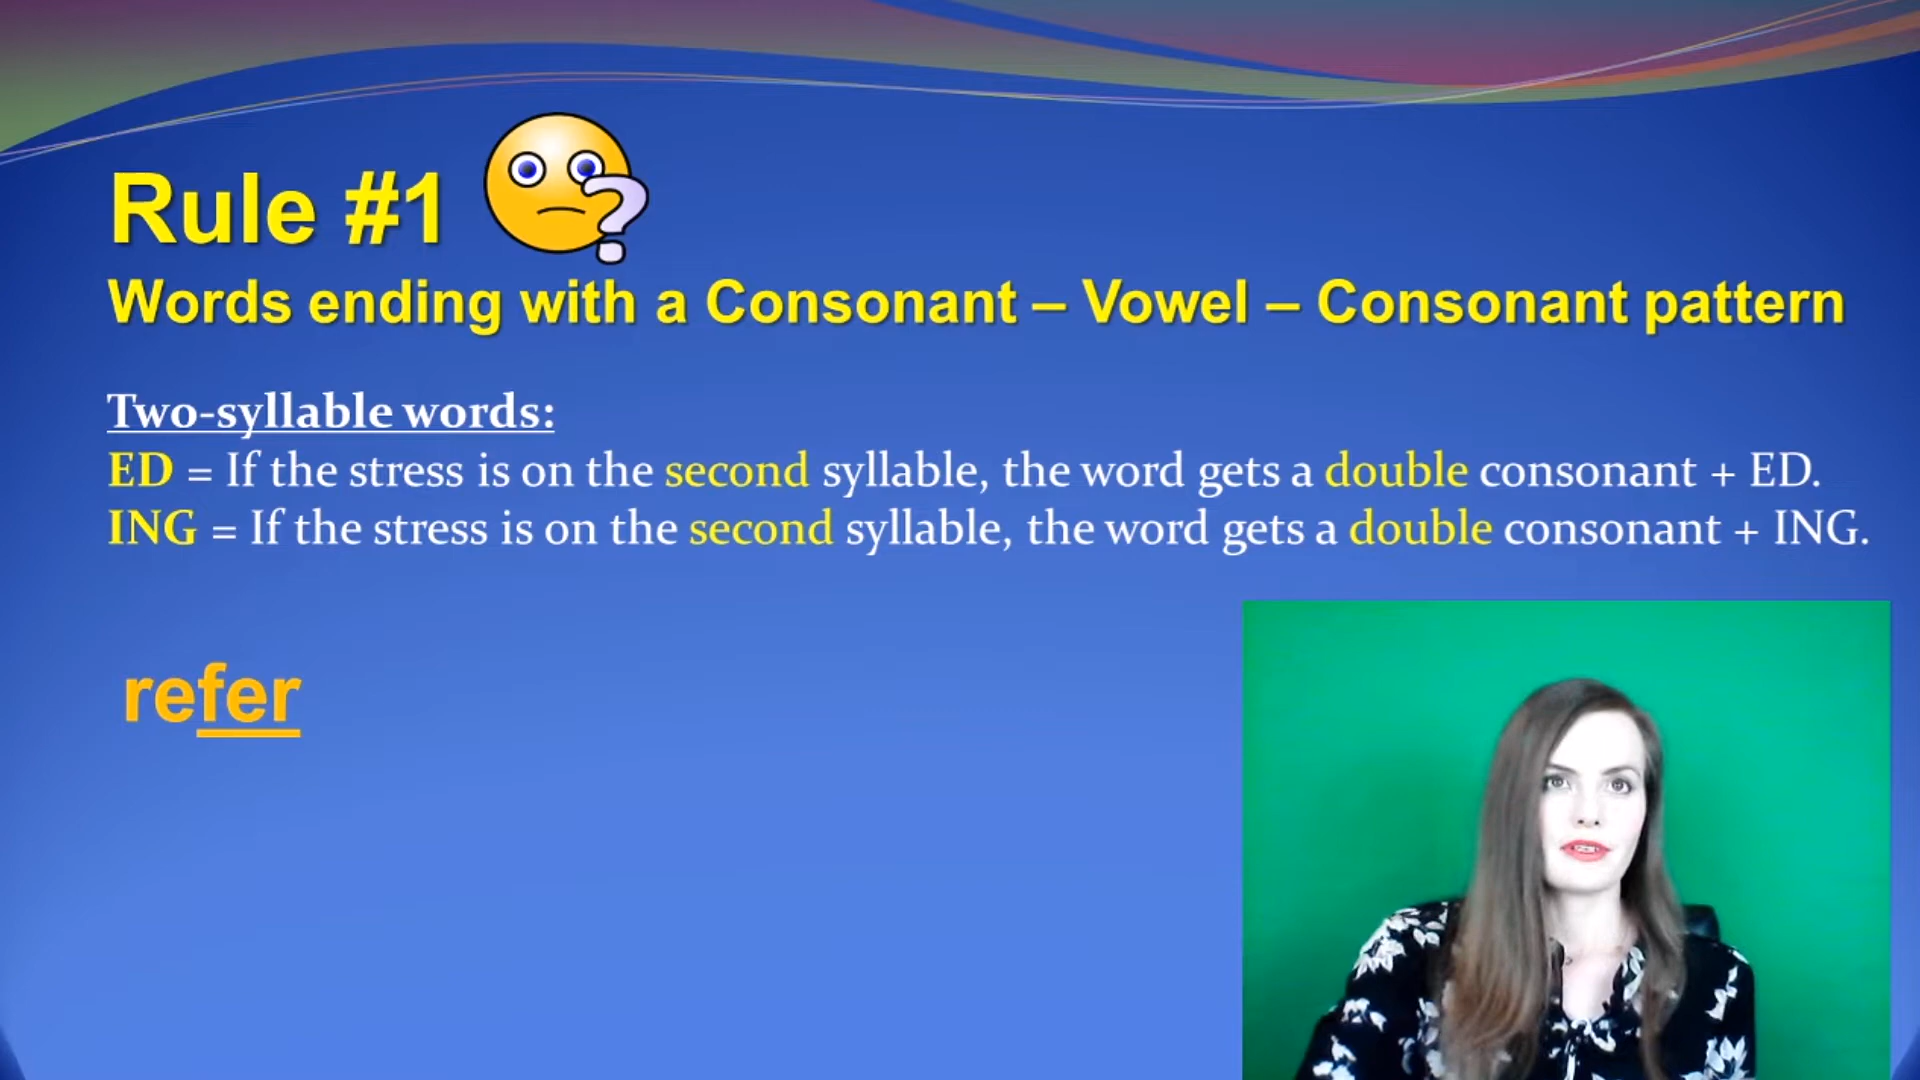 Rule #1
Words ending with a Consonant – Vowel – Consonant pattern
Two-syllable words:
ED = If the stress is on the second syllable, the word gets a double consonant + ED.
ING = If the stress is on the second syllable, the word gets a double consonant + ING.
refer